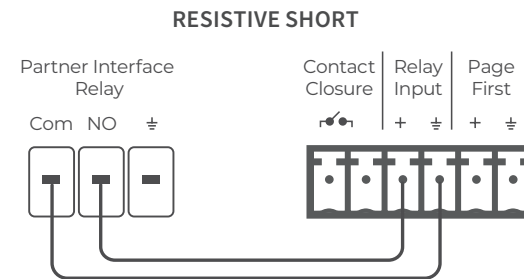 RESISTIVE SHORT
Partner Interface
Relay
Com NO
Contact
Closure
Relay
Input
+
Page
First
+